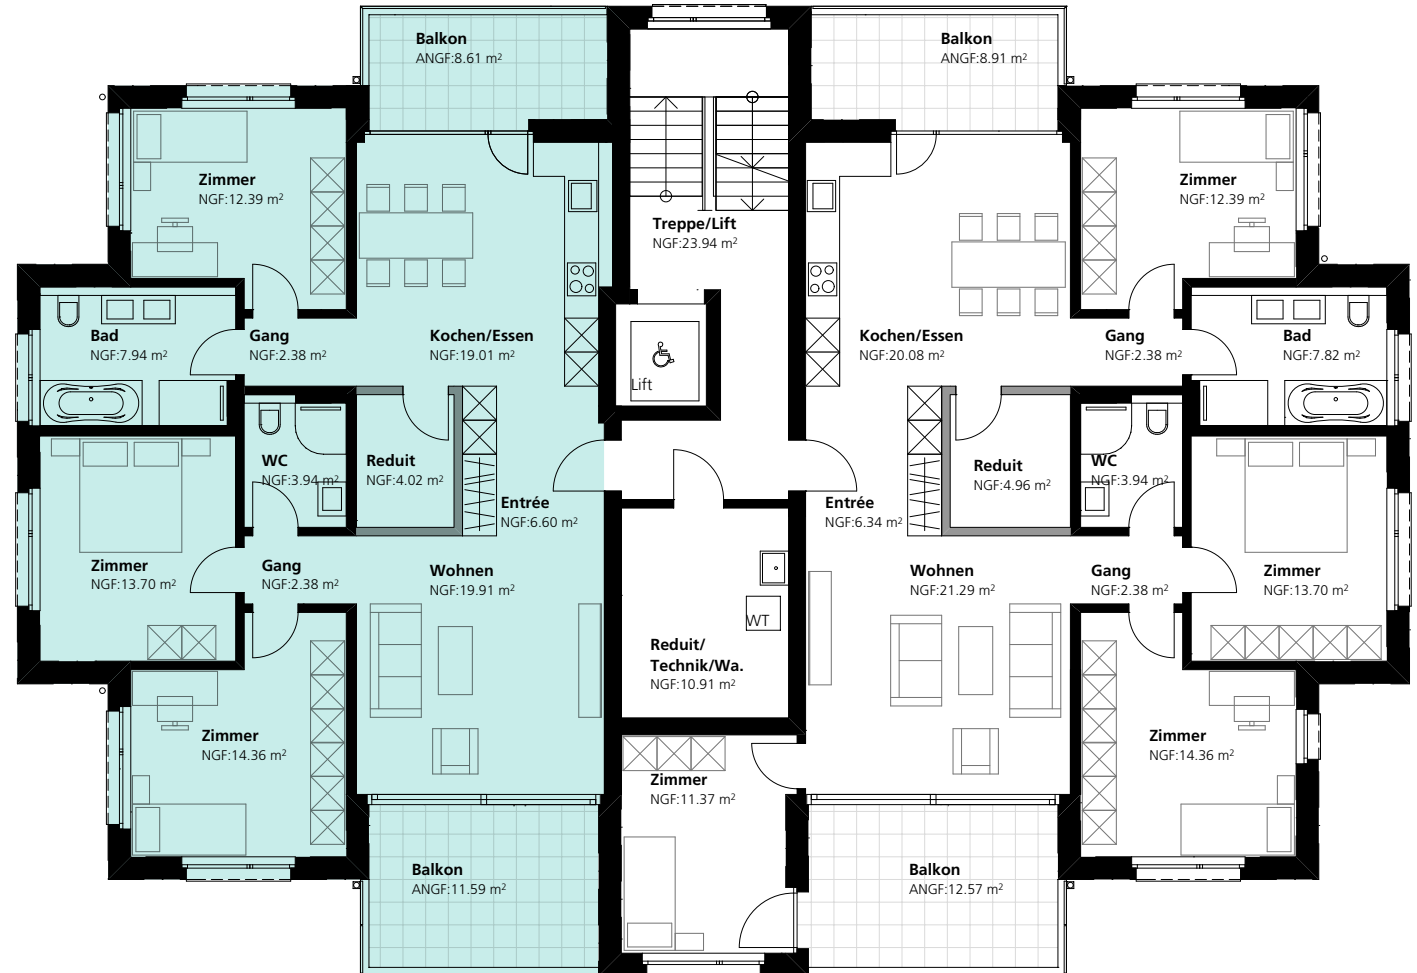 Balkon
ANGF:8.61 m²
Balkon
ANGF:8.91 m²
Zimmer
NGF:12.39 m²
Zimmer
NGF:12.39 m²
Treppe/Lift
NGF:23.94 m²
Bad
NGF:7.94 m²
Gang
NGF:2.38 m²
Kochen/Essen
NGF:19.01 m²
Lift
Kochen/Essen
NGF:20.08 m²
Gang
NGF:2.38 m²
Bad
NGF:7.82 m²
WC
NGF:3.94 m²
Reduit
NGF:4.02 m²
Entrée
NGF:6.60 m²
Entrée
NGF:6.34 m²
Reduit
NGF:4.96 m²
WC
NGF:3.94 m²
Zimmer
NGF:13.70 m²
Gang
NGF:2.38 m²
Wohnen
NGF:19.91 m²
WT
Reduit/
Technik/Wa.
NGF:10.91 m²
Wohnen
NGF:21.29 m²
Gang
NGF:2.38 m²
Zimmer
NGF:13.70 m²
Zimmer
NGF:14.36 m²
Zimmer
NGF:11.37 m²
Zimmer
NGF:14.36 m²
Balkon
ANGF:11.59 m²
Balkon
ANGF:12.57 m²